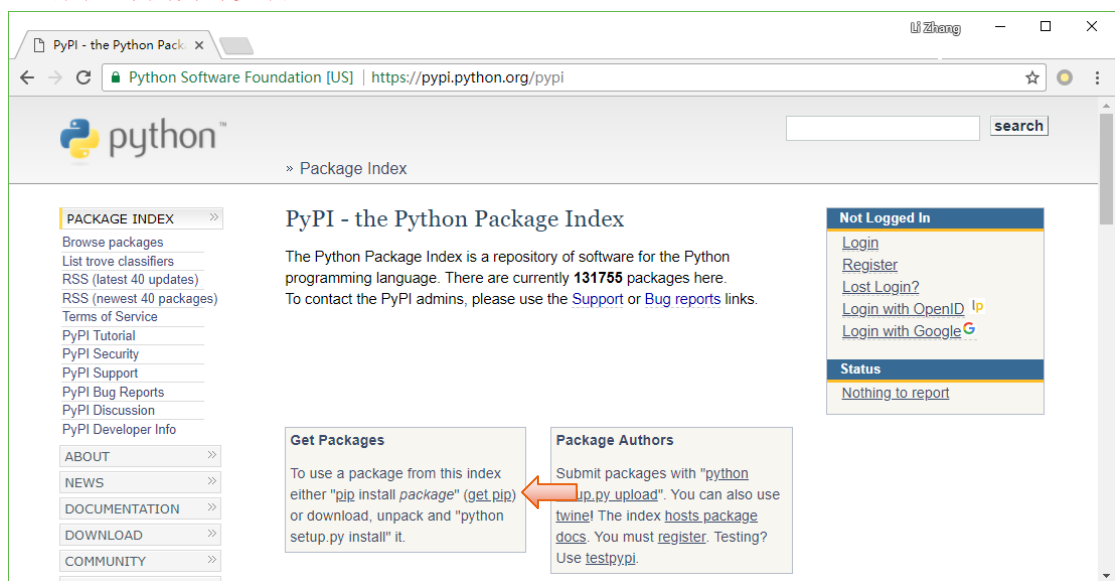 Li Zhang
PyPI - the Python Pack
Python Software Foundation [US] | https://pypi.python.org/pypi
python™
search
» Package Index
PACKAGE INDEX »
Browse packages
List trove classifiers
RSS (latest 40 updates)
RSS (newest 40 packages)
Terms of Service
PyPI Tutorial
PyPI Security
PyPI Support
PyPI Bug Reports
PyPI Discussion
PyPI Developer Info
ABOUT »
NEWS »
DOCUMENTATION »
DOWNLOAD »
COMMUNITY »
PyPI - the Python Package Index
The Python Package Index is a repository of software for the Python
programming language. There are currently 131755 packages here.
To contact the PyPI admins, please use the Support or Bug reports links.
Get Packages
To use a package from this index
either "pip install package" (get pip)
or download, unpack and "python
setup.py install" it.
Package Authors
Submit packages with "python
up.py upload". You can also use
twine! The index hosts package
docs. You must register. Testing?
Use testpypi.
Not Logged In
Login
Register
Lost Login?
Login with OpenID
Login with Google
Status
Nothing to report